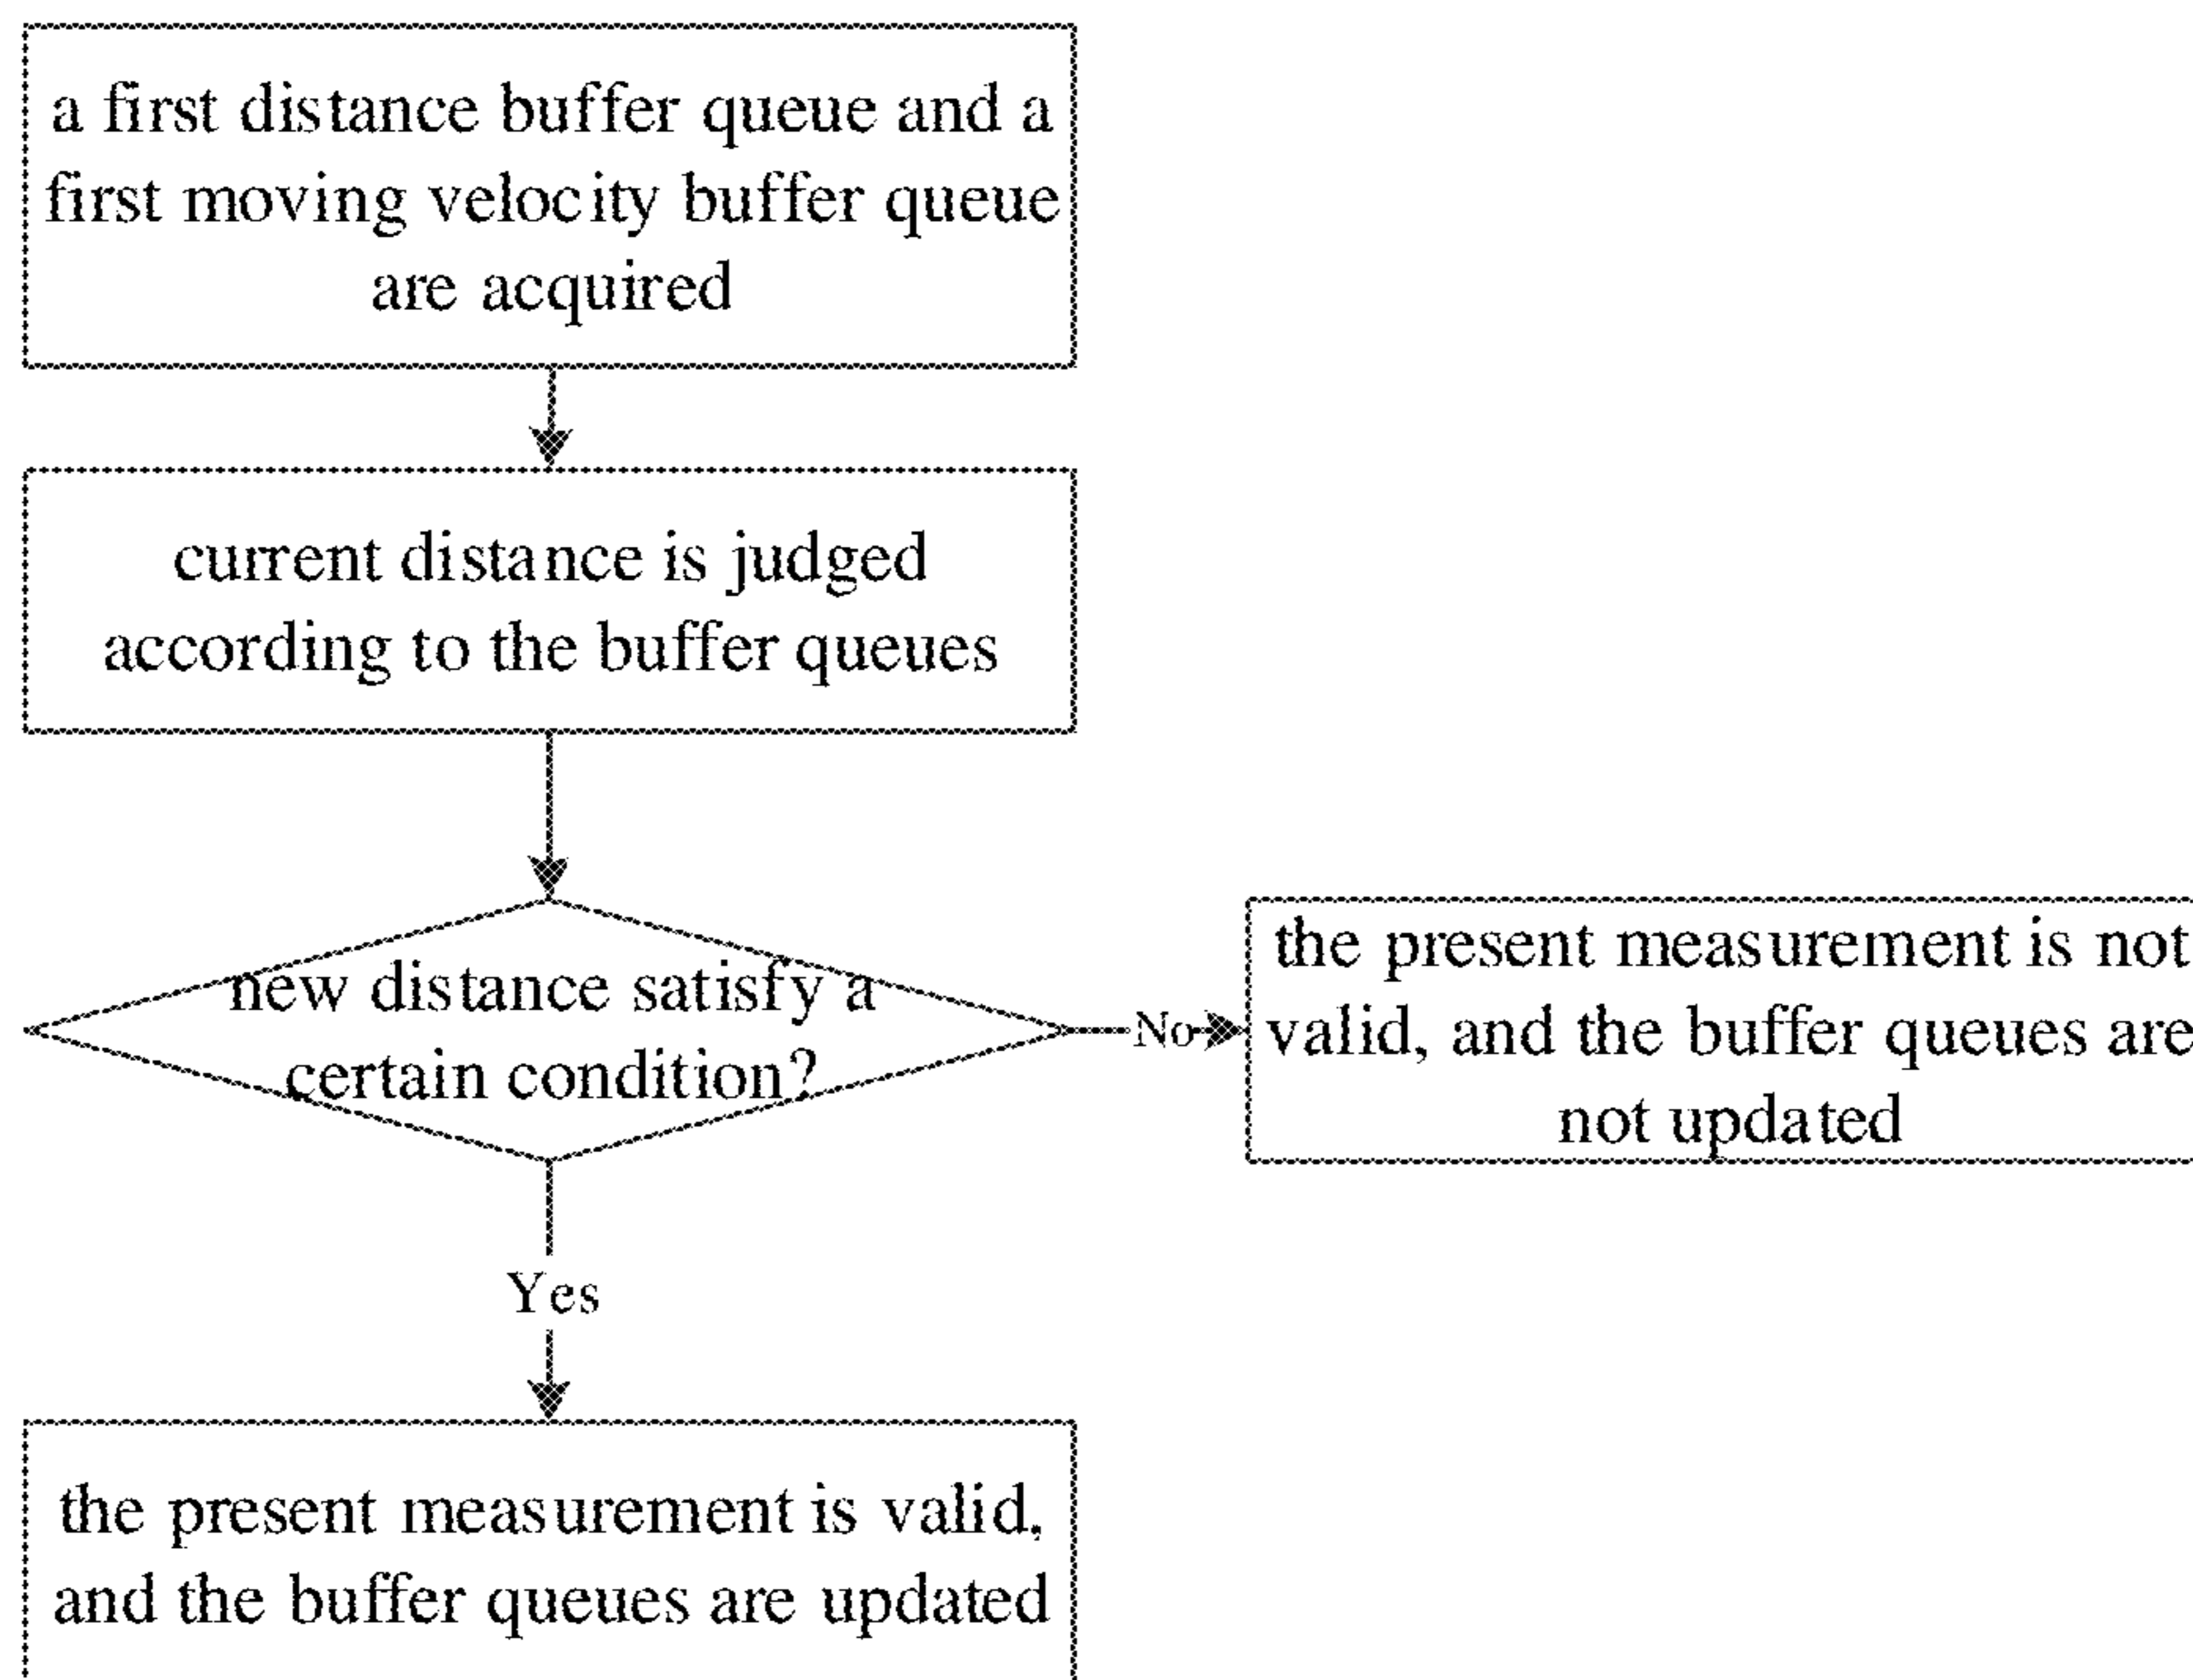 a first distance buffer queue and a
first moving velocity buffer queue
are acquired
current distance is judged
according to the buffer queues
new distance satisfy a
certain condition?
No
the present measurement is not
valid, and the buffer queues are
not updated
Yes
the present measurement is valid,
and the buffer queues are updated